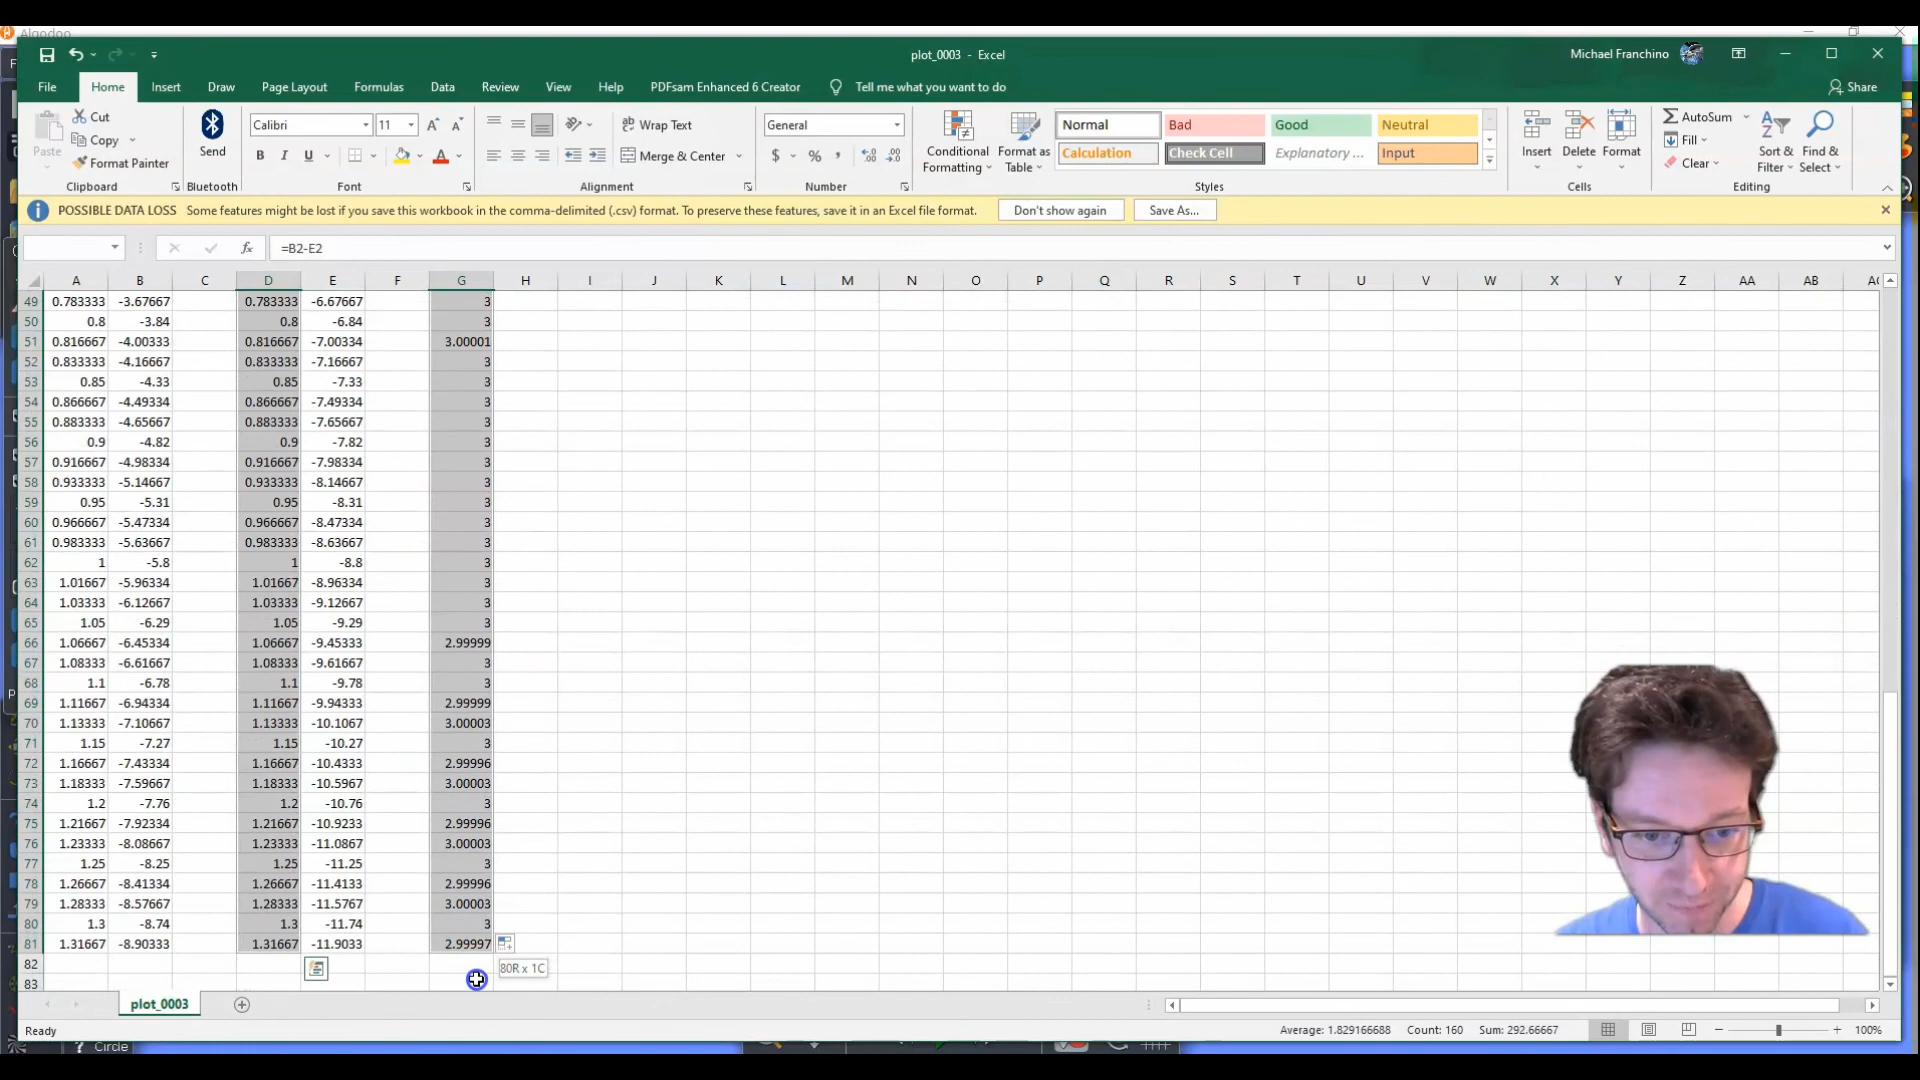 Algodoo
plot_0003 - Excel
Michael Franchino
File Home Insert Draw Page Layout Formulas Data Review View Help PDFsam Enhanced 6 Creator Tell me what you want to do Share
Paste Cut Copy Format Painter Clipboard
Send Bluetooth
Calibri 11 B I U A Font
Wrap Text Merge & Center Alignment
General $ % , Number
Conditional Formatting Format as Table Normal Bad Good Neutral Calculation Check Cell Explanatory ... Input Styles
Insert Delete Format Cells
AutoSum Fill Clear Sort & Filter Find & Select Editing
POSSIBLE DATA LOSS Some features might be lost if you save this workbook in the comma-delimited (.csv) format. To preserve these features, save it in an Excel file format. Don't show again Save As...
fx =B2-E2
A B C D E F G H I J K L M N O P Q R S T U V W X Y Z AA AB AC
49 0.783333 -3.67667 0.783333 -6.67667 3
50 0.8 -3.84 0.8 -6.84 3
51 0.816667 -4.00333 0.816667 -7.00334 3.00001
52 0.833333 -4.16667 0.833333 -7.16667 3
53 0.85 -4.33 0.85 -7.33 3
54 0.866667 -4.49334 0.866667 -7.49334 3
55 0.883333 -4.65667 0.883333 -7.65667 3
56 0.9 -4.82 0.9 -7.82 3
57 0.916667 -4.98334 0.916667 -7.98334 3
58 0.933333 -5.14667 0.933333 -8.14667 3
59 0.95 -5.31 0.95 -8.31 3
60 0.966667 -5.47334 0.966667 -8.47334 3
61 0.983333 -5.63667 0.983333 -8.63667 3
62 1 -5.8 1 -8.8 3
63 1.01667 -5.96334 1.01667 -8.96334 3
64 1.03333 -6.12667 1.03333 -9.12667 3
65 1.05 -6.29 1.05 -9.29 3
66 1.06667 -6.45334 1.06667 -9.45333 2.99999
67 1.08333 -6.61667 1.08333 -9.61667 3
68 1.1 -6.78 1.1 -9.78 3
69 1.11667 -6.94334 1.11667 -9.94333 2.99999
70 1.13333 -7.10667 1.13333 -10.1067 3.00003
71 1.15 -7.27 1.15 -10.27 3
72 1.16667 -7.43334 1.16667 -10.4333 2.99996
73 1.18333 -7.59667 1.18333 -10.5967 3.00003
74 1.2 -7.76 1.2 -10.76 3
75 1.21667 -7.92334 1.21667 -10.9233 2.99996
76 1.23333 -8.08667 1.23333 -11.0867 3.00003
77 1.25 -8.25 1.25 -11.25 3
78 1.26667 -8.41334 1.26667 -11.4133 2.99996
79 1.28333 -8.57667 1.28333 -11.5767 3.00003
80 1.3 -8.74 1.3 -11.74 3
81 1.31667 -8.90333 1.31667 -11.9033 2.99997
82
80R x 1C
83
plot_0003
Ready Average: 1.829166688 Count: 160 Sum: 292.66667 100%
Circle